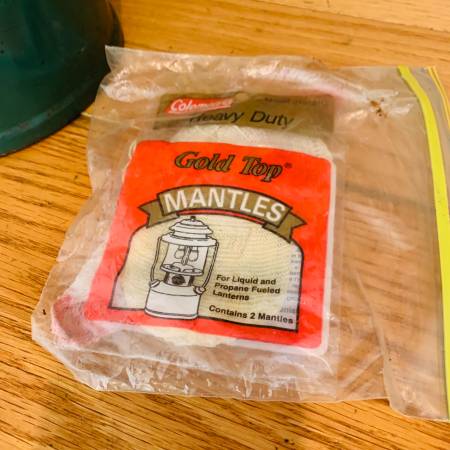 Coleman
Heavy Duty
Gold Top®
MANTLES
For Liquid and
Propane Fueled
Lanterns
Contains 2 Mantles